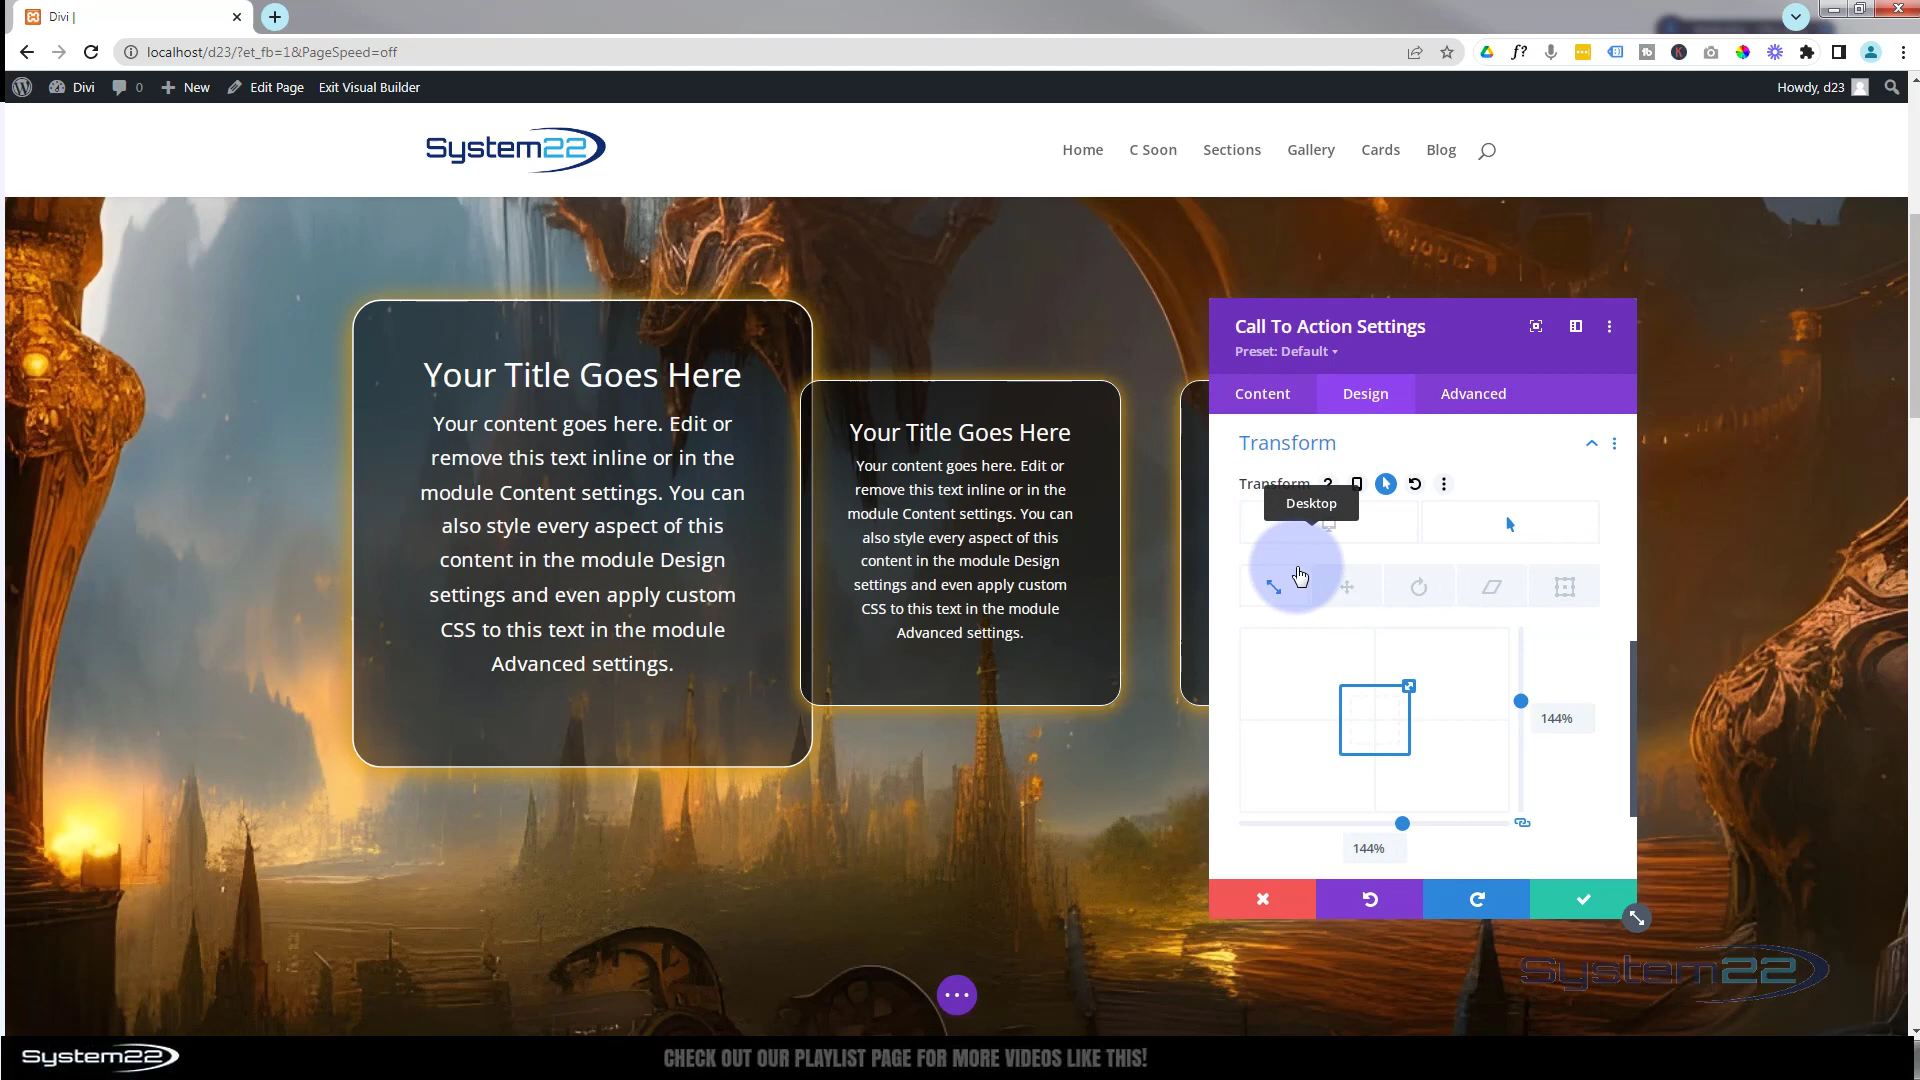 Divi |
localhost/d23/?et_fb=1&PageSpeed=off
Divi
0
New
Edit Page
Exit Visual Builder
Howdy, d23
System22
Home
C Soon
Sections
Gallery
Cards
Blog
Your Title Goes Here
Your content goes here. Edit or
remove this text inline or in the
module Content settings. You can
also style every aspect of this
content in the module Design
settings and even apply custom
CSS to this text in the module
Advanced settings.
Your Title Goes Here
Your content goes here. Edit or
remove this text inline or in the
module Content settings. You can
also style every aspect of this
content in the module Design
settings and even apply custom
CSS to this text in the module
Advanced settings.
Call To Action Settings
Preset: Default
Content
Design
Advanced
Transform
Transform
Desktop
144%
144%
System22
System22
CHECK OUT OUR PLAYLIST PAGE FOR MORE VIDEOS LIKE THIS!